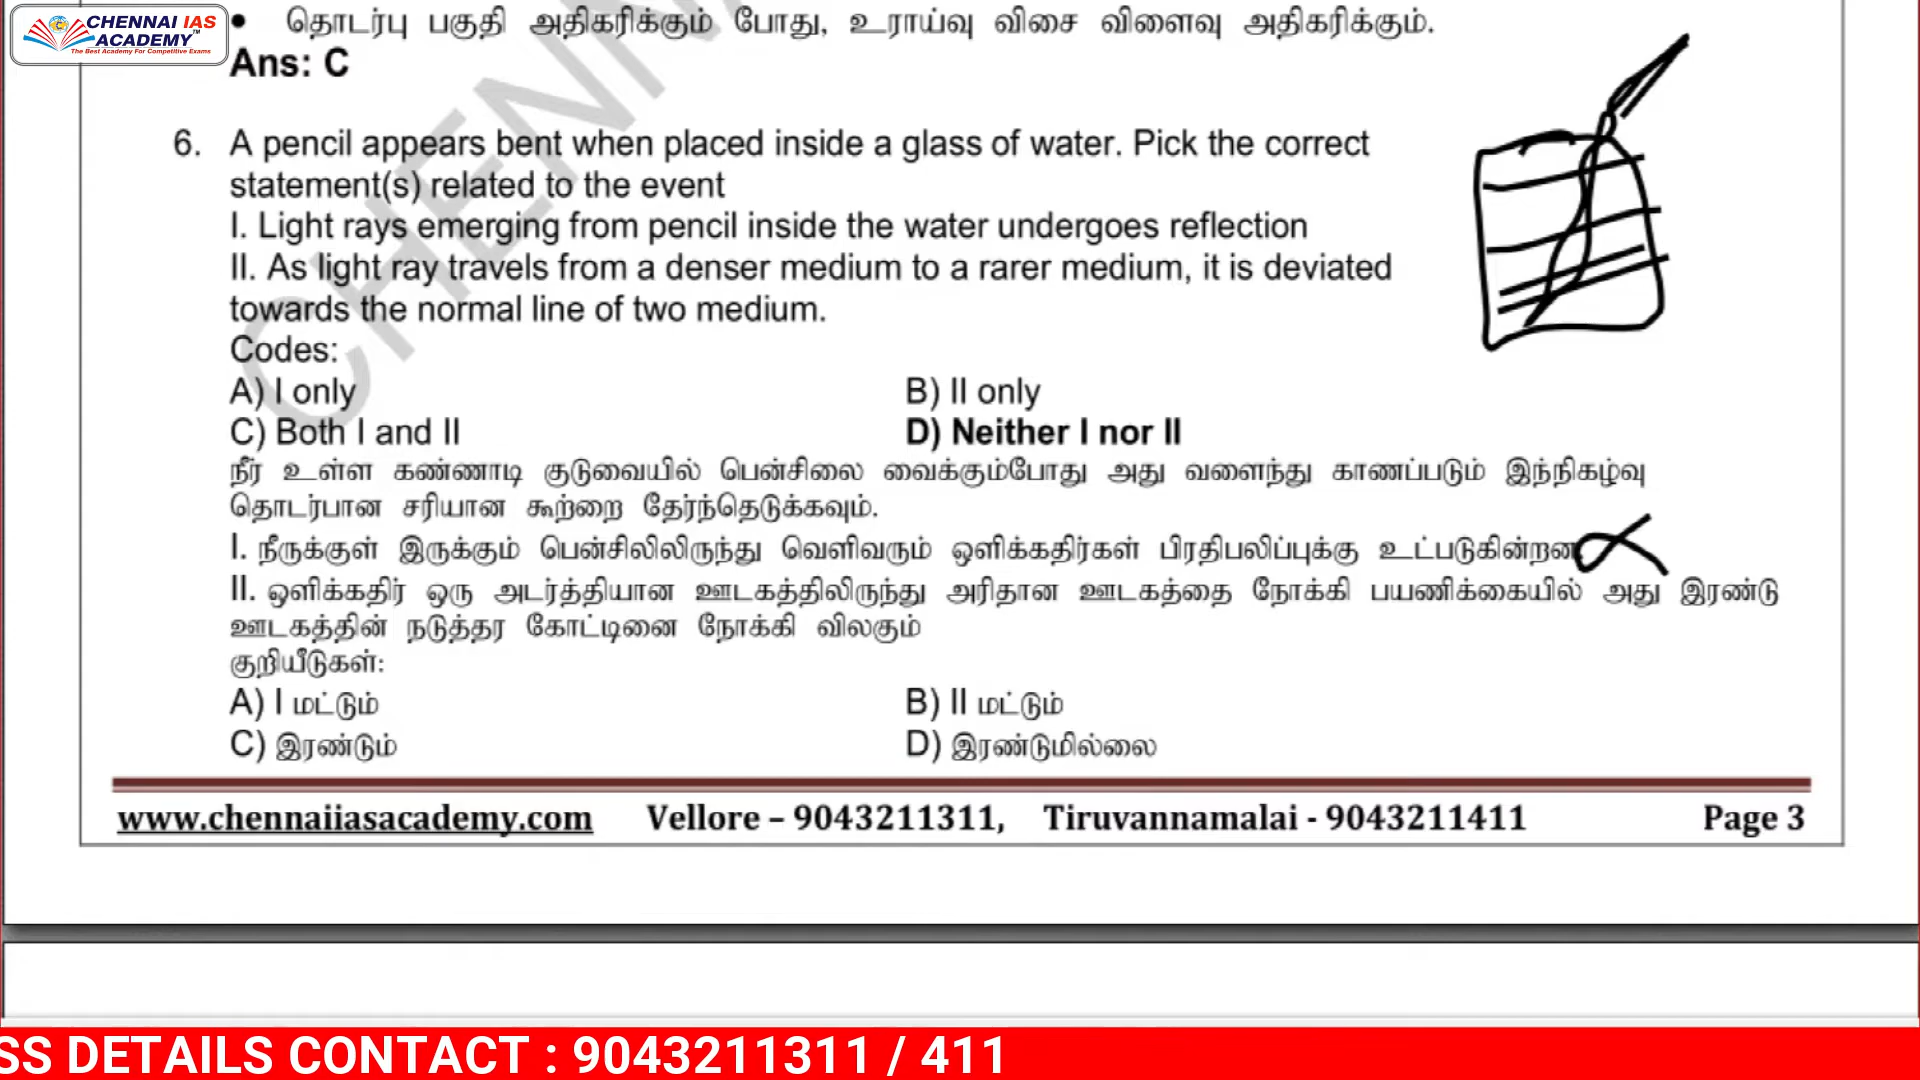 CHENNAI IAS
ACADEMY™
The Best Academy For Competitive Exams
• தொடர்பு பகுதி அதிகரிக்கும் போது, உராய்வு விசை விளைவு அதிகரிக்கும்.
Ans: C
6. A pencil appears bent when placed inside a glass of water. Pick the correct
statement(s) related to the event
I. Light rays emerging from pencil inside the water undergoes reflection
II. As light ray travels from a denser medium to a rarer medium, it is deviated
towards the normal line of two medium.
Codes:
A) I only B) II only
C) Both I and II D) Neither I nor II
நீர் உள்ள கண்ணாடி குடுவையில் பென்சிலை வைக்கும்போது அது வளைந்து காணப்படும் இந்நிகழ்வு
தொடர்பான சரியான கூற்றை தேர்ந்தெடுக்கவும்.
I. நீருக்குள் இருக்கும் பென்சிலிலிருந்து வெளிவரும் ஒளிக்கதிர்கள் பிரதிபலிப்புக்கு உட்படுகின்றன
II. ஒளிக்கதிர் ஒரு அடர்த்தியான ஊடகத்திலிருந்து அரிதான ஊடகத்தை நோக்கி பயணிக்கையில் அது இரண்டு
ஊடகத்தின் நடுத்தர கோட்டினை நோக்கி விலகும்
குறியீடுகள்:
A) I மட்டும் B) II மட்டும்
C) இரண்டும் D) இரண்டுமில்லை
www.chennaiiasacademy.com Vellore – 9043211311, Tiruvannamalai - 9043211411 Page 3
SS DETAILS CONTACT : 9043211311 / 411
CHENN